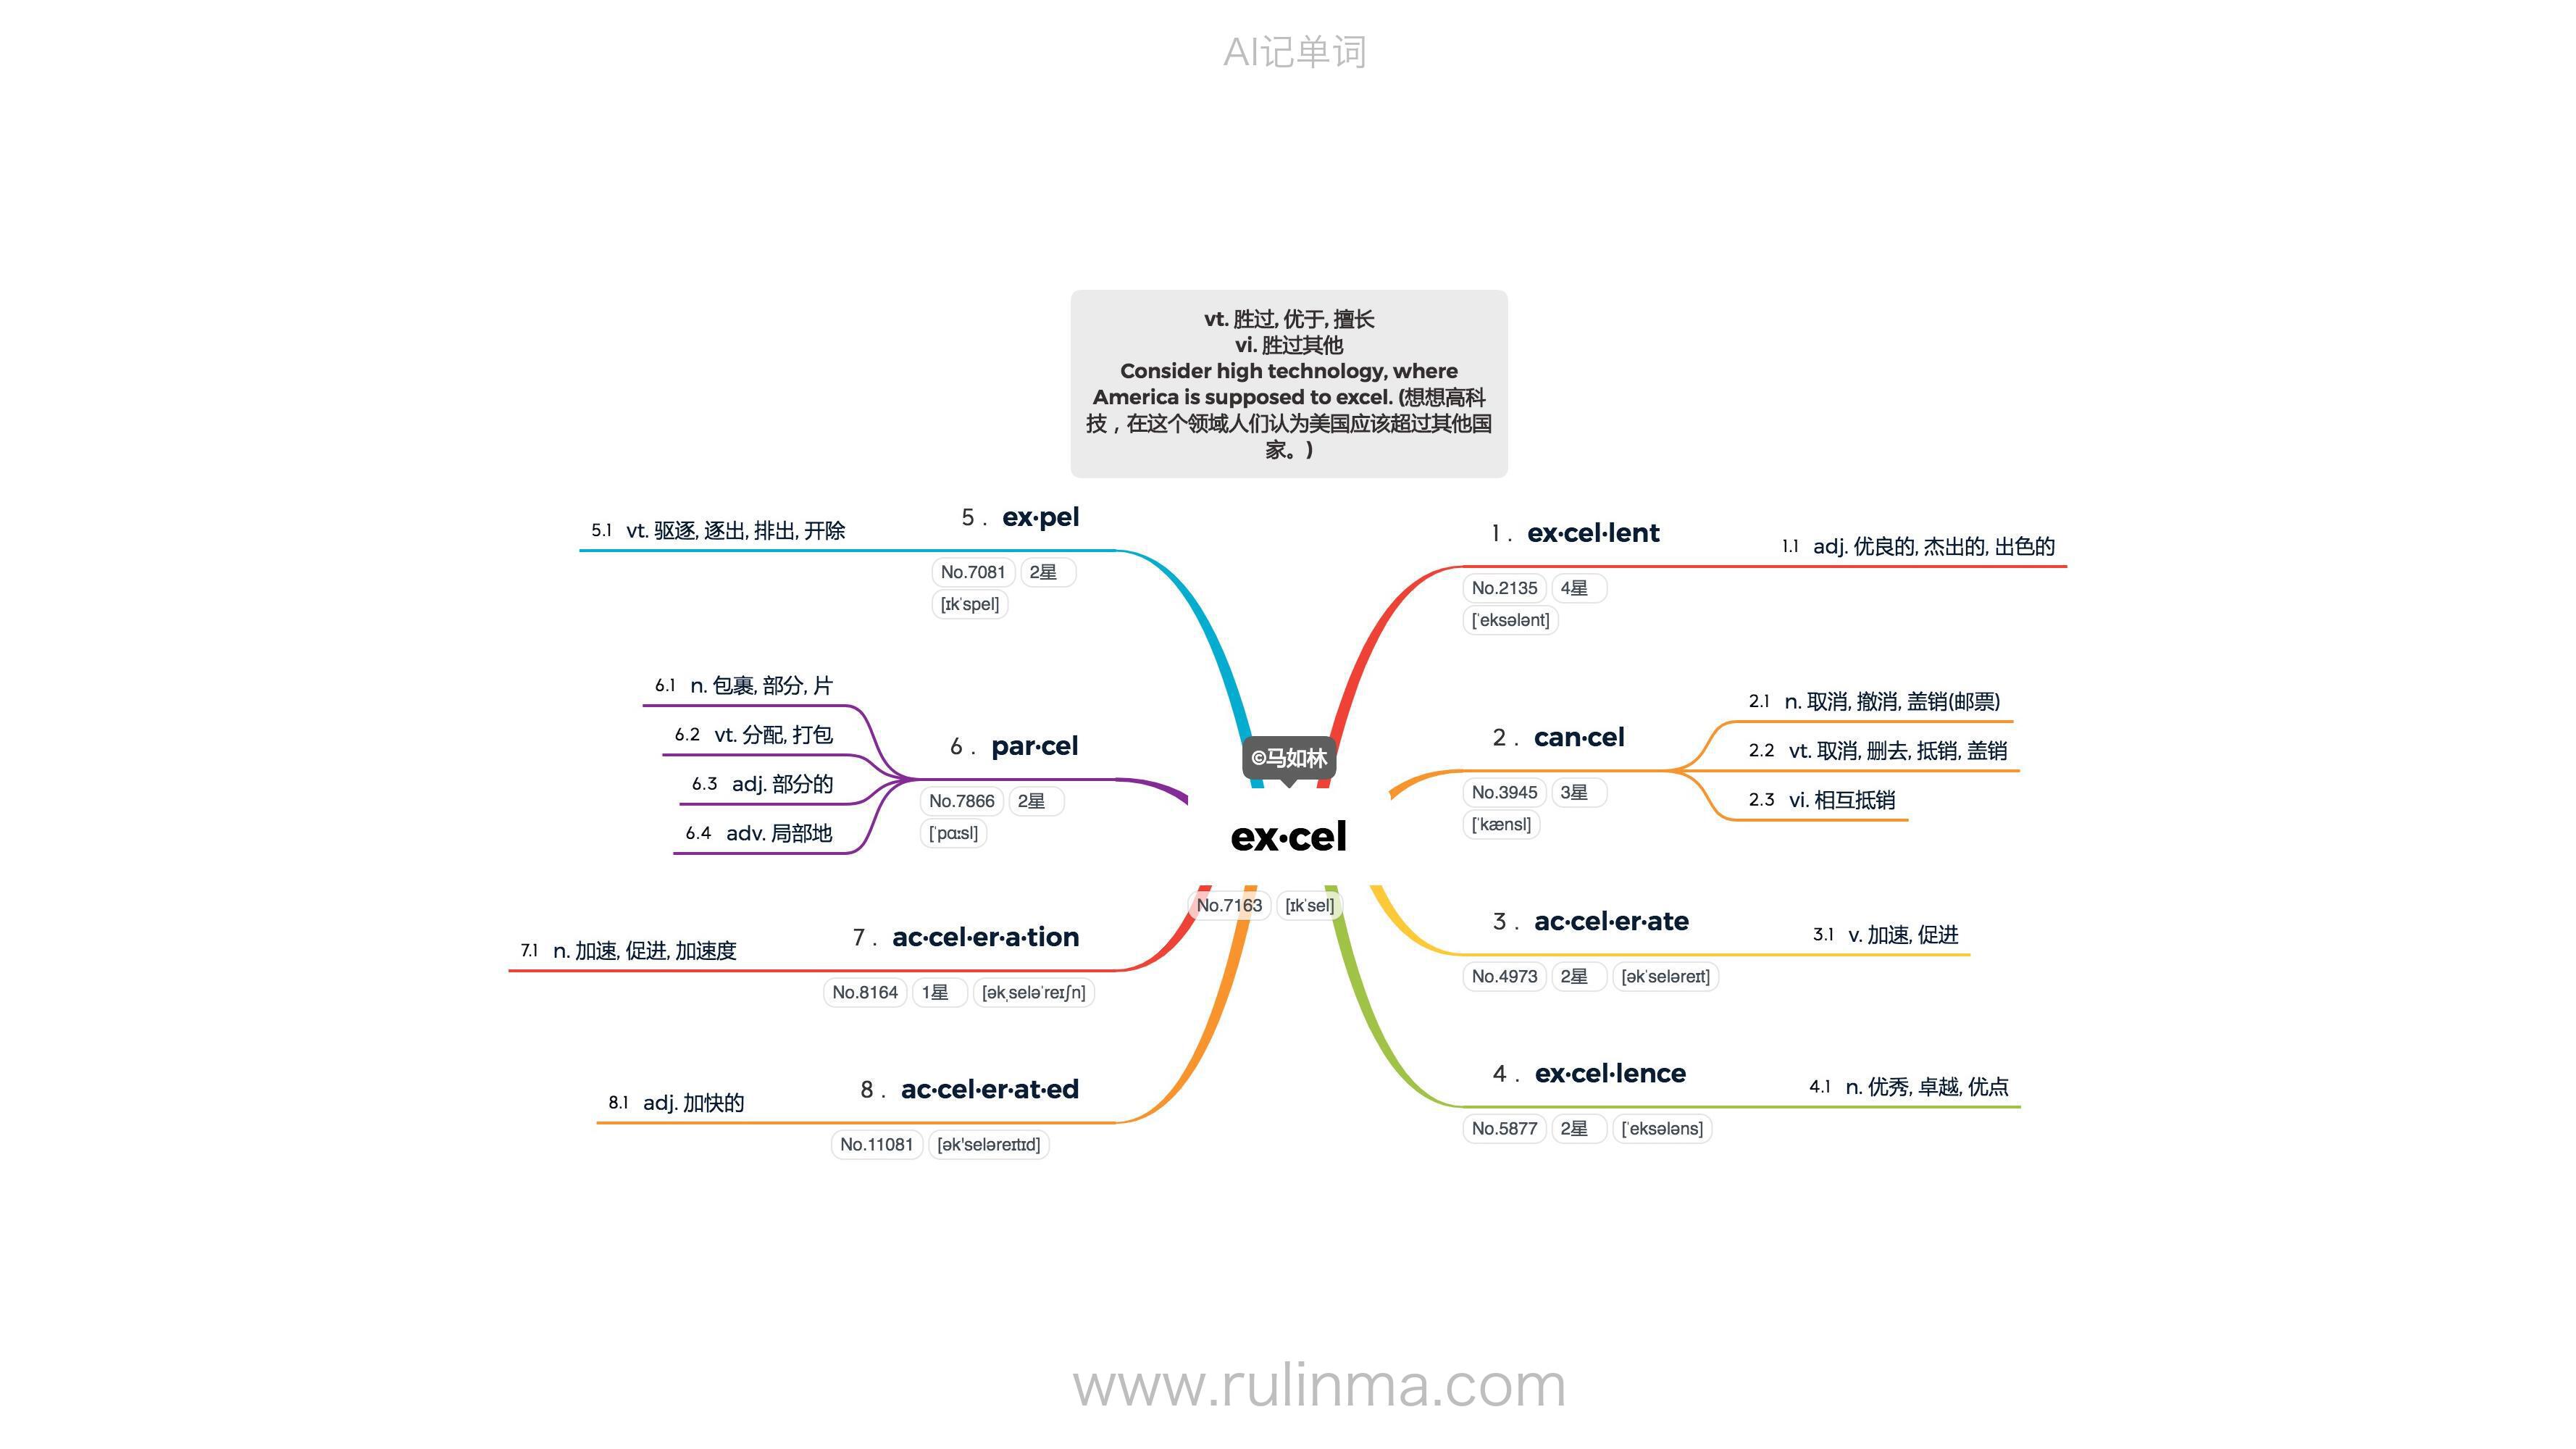 AI记单词
vt. 胜过, 优于, 擅长
vi. 胜过其他
Consider high technology, where
America is supposed to excel. (想想高科
技，在这个领域人们认为美国应该超过其他国
家。)
©马如林
ex·cel
No.7163 [ɪkˈsel]
1 . ex·cel·lent
No.2135 4星
[ˈeksələnt]
1.1 adj. 优良的, 杰出的, 出色的
2 . can·cel
No.3945 3星
[ˈkænsl]
2.1 n. 取消, 撤消, 盖销(邮票)
2.2 vt. 取消, 删去, 抵销, 盖销
2.3 vi. 相互抵销
3 . ac·cel·er·ate
No.4973 2星 [əkˈseləreɪt]
3.1 v. 加速, 促进
4 . ex·cel·lence
No.5877 2星 [ˈeksələns]
4.1 n. 优秀, 卓越, 优点
5 . ex·pel
No.7081 2星
[ɪkˈspel]
5.1 vt. 驱逐, 逐出, 排出, 开除
6 . par·cel
No.7866 2星
[ˈpɑːsl]
6.1 n. 包裹, 部分, 片
6.2 vt. 分配, 打包
6.3 adj. 部分的
6.4 adv. 局部地
7 . ac·cel·er·a·tion
No.8164 1星 [əkˌseləˈreɪʃn]
7.1 n. 加速, 促进, 加速度
8 . ac·cel·er·at·ed
No.11081 [ək'seləreɪtɪd]
8.1 adj. 加快的
www.rulinma.com